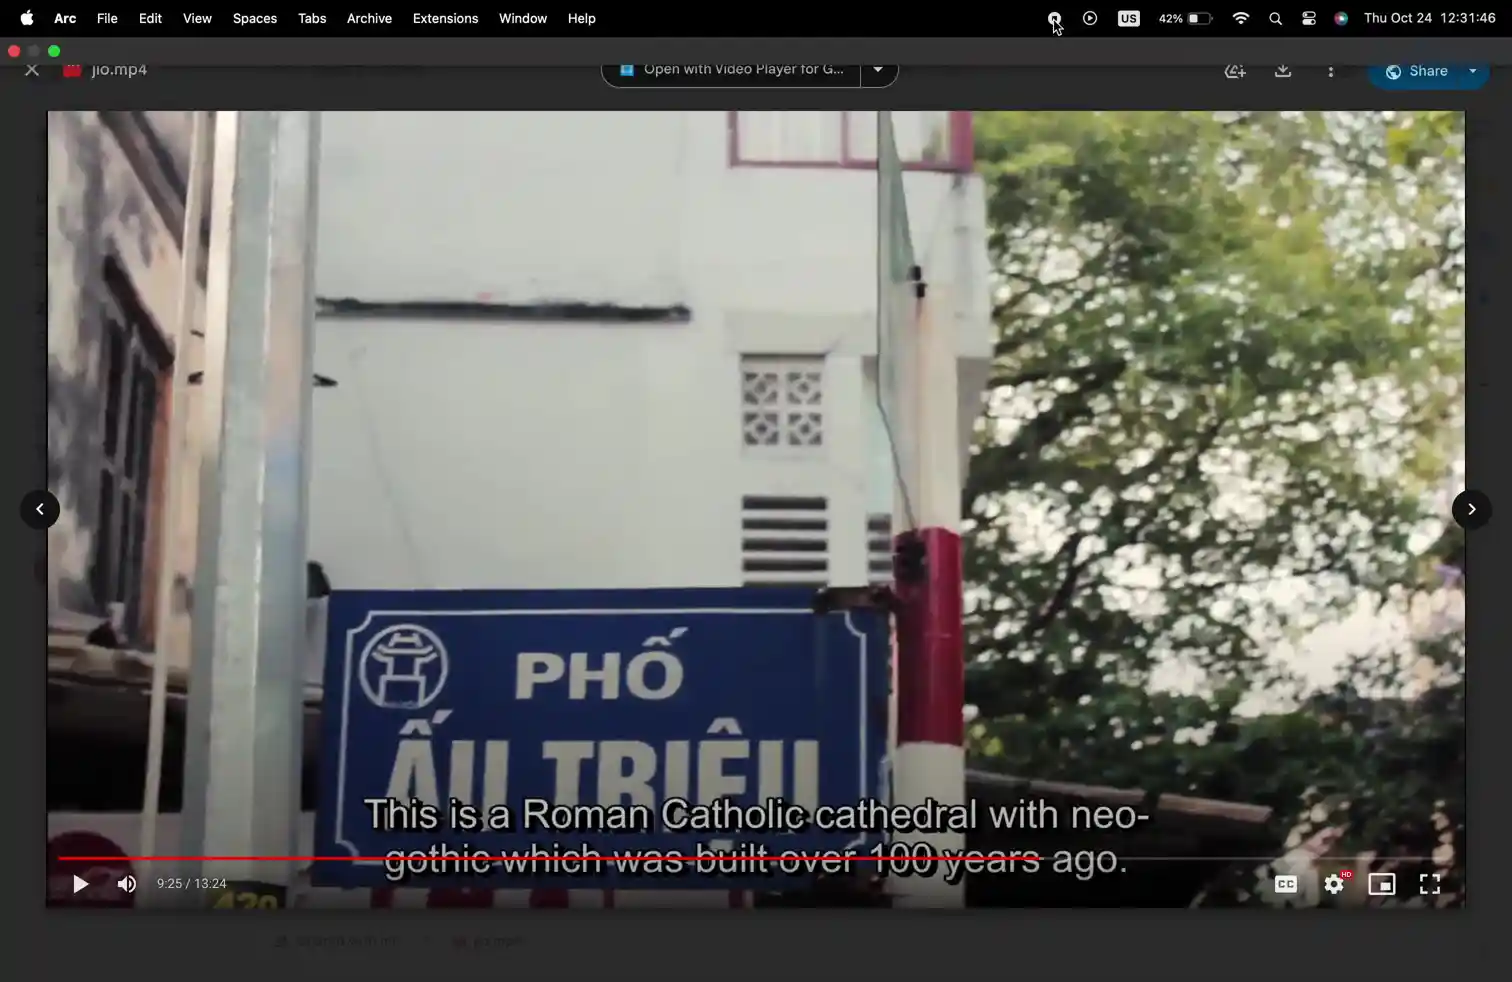 Arc File Edit View Spaces Tabs Archive Extensions Window Help US 42% Thu Oct 24 12:31:46
jio.mp4 Open with Video Player for G... Share
PHỐ
ẤU TRIỆU
This is a Roman Catholic cathedral with neo-
gothic which was built over 100 years ago.
9:25 / 13:24 CC HD
420